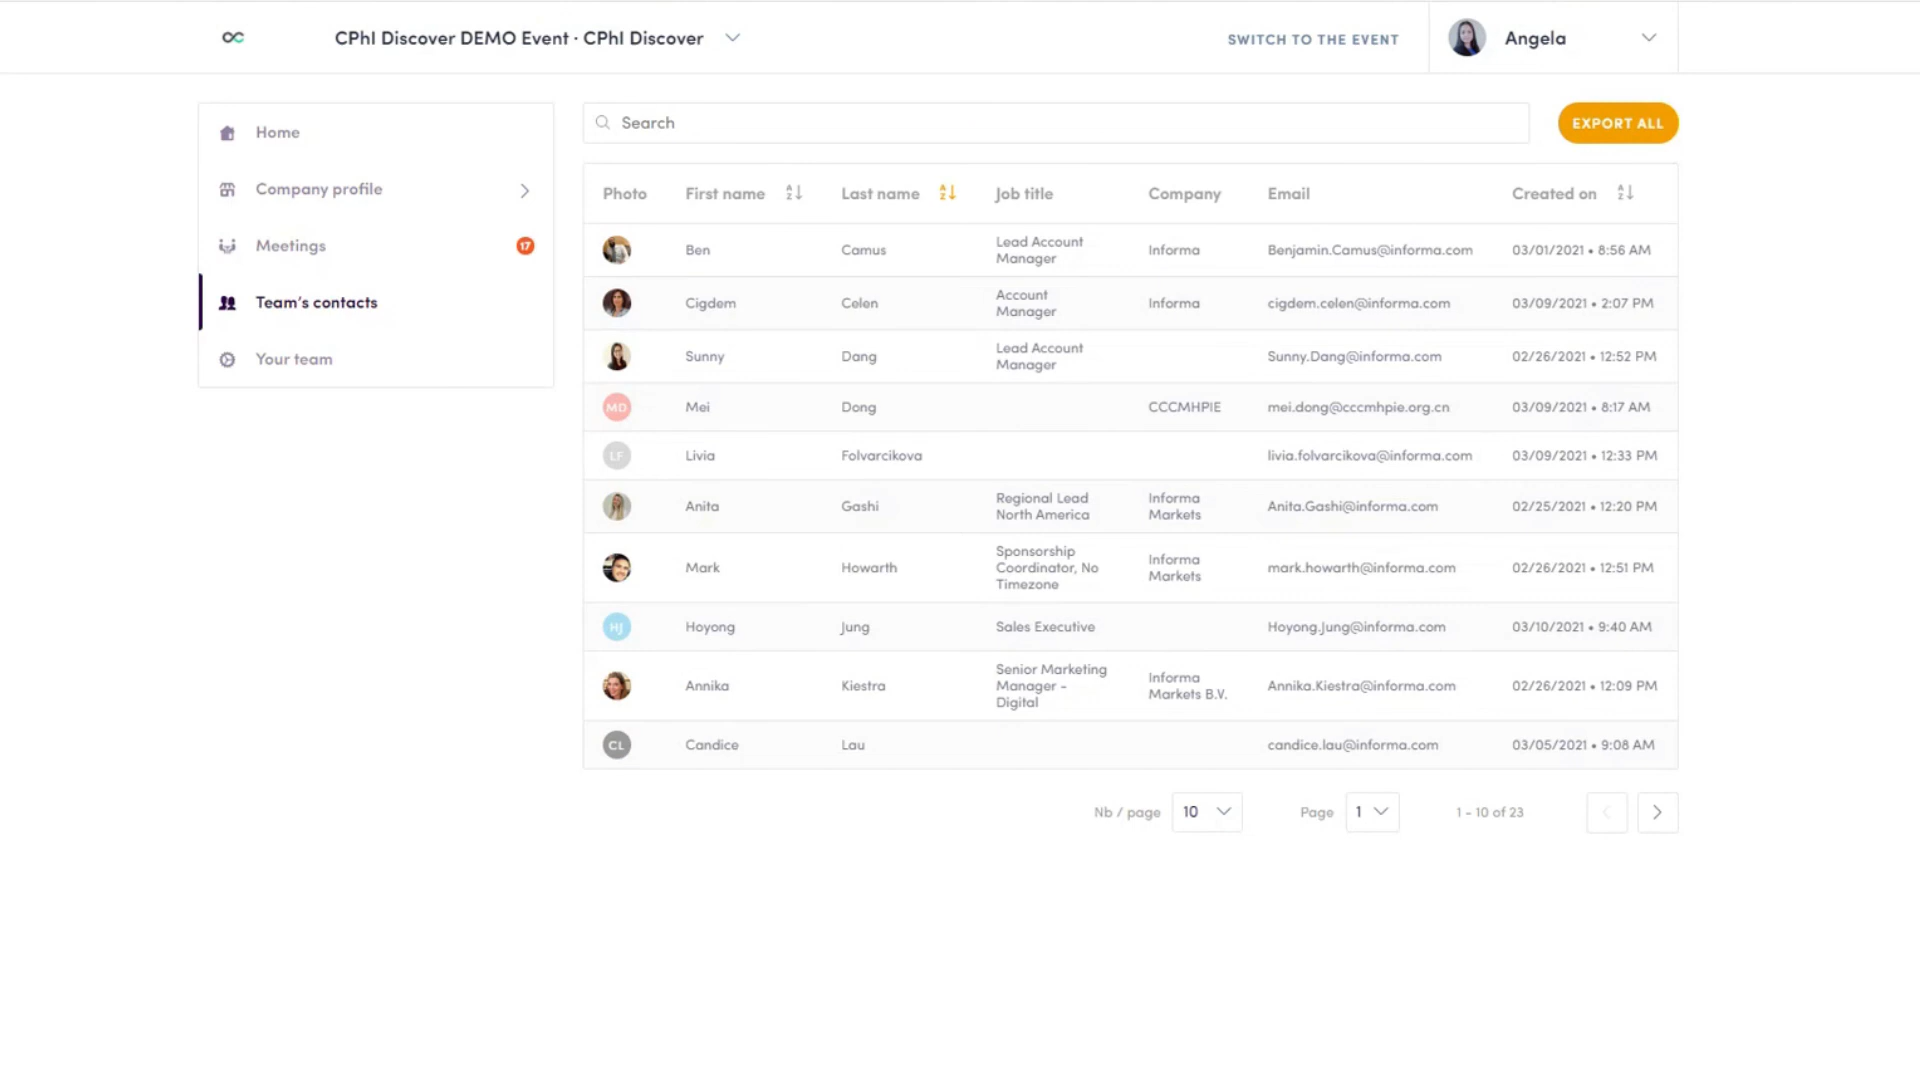 CPhI Discover DEMO Event · CPhI Discover
SWITCH TO THE EVENT
Angela
Home
Company profile
Meetings
17
Team's contacts
Your team
Search
EXPORT ALL
Photo First name Last name Job title Company Email Created on
Ben Camus Lead Account Manager Informa Benjamin.Camus@informa.com 03/01/2021 • 8:56 AM
Cigdem Celen Account Manager Informa cigdem.celen@informa.com 03/09/2021 • 2:07 PM
Sunny Dang Lead Account Manager Sunny.Dang@informa.com 02/26/2021 • 12:52 PM
MD Mei Dong CCCMHPIE mei.dong@cccmhpie.org.cn 03/09/2021 • 8:17 AM
LF Livia Folvarcikova livia.folvarcikova@informa.com 03/09/2021 • 12:33 PM
Anita Gashi Regional Lead North America Informa Markets Anita.Gashi@informa.com 02/25/2021 • 12:20 PM
Mark Howarth Sponsorship Coordinator, No Timezone Informa Markets mark.howarth@informa.com 02/26/2021 • 12:51 PM
HJ Hoyong Jung Sales Executive Hoyong.Jung@informa.com 03/10/2021 • 9:40 AM
Annika Kiestra Senior Marketing Manager - Digital Informa Markets B.V. Annika.Kiestra@informa.com 02/26/2021 • 12:09 PM
CL Candice Lau candice.lau@informa.com 03/05/2021 • 9:08 AM
Nb / page 10 Page 1 1 - 10 of 23